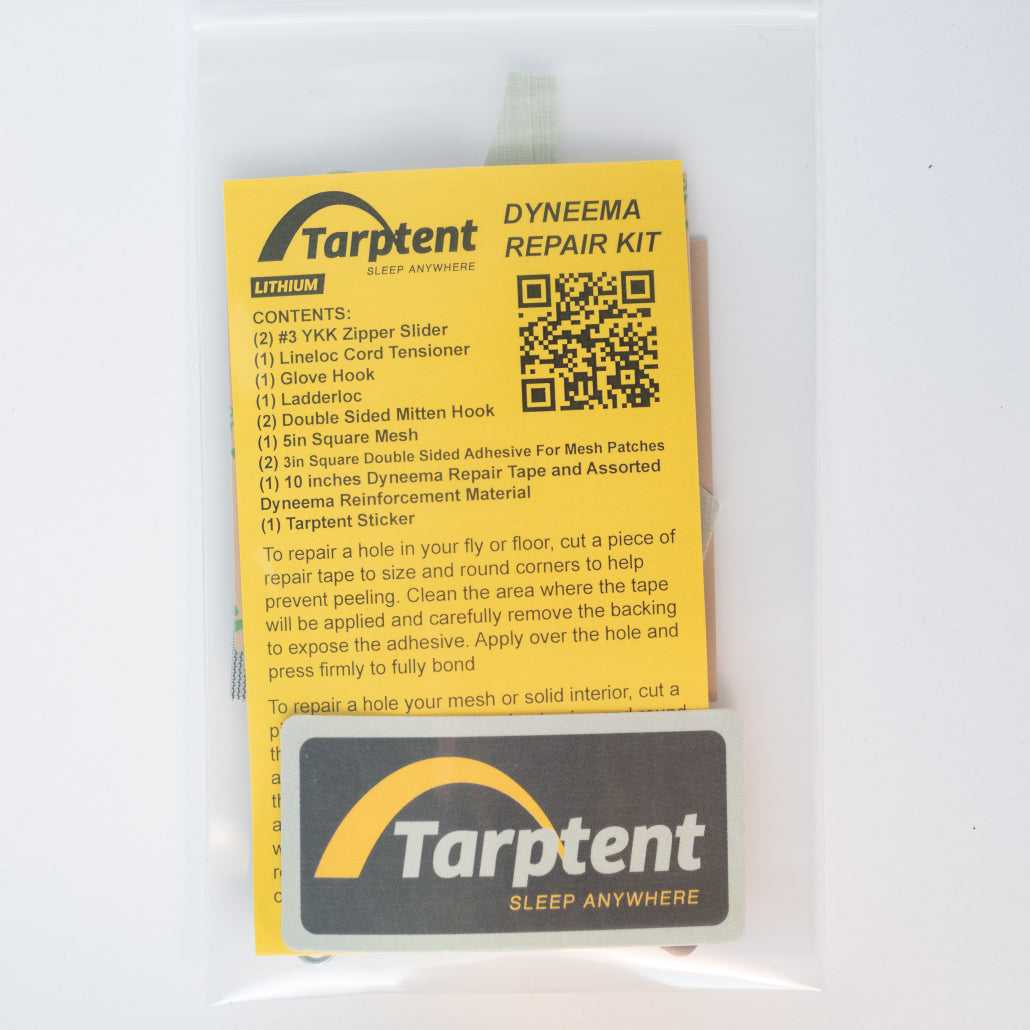 Tarptent
SLEEP ANYWHERE
LITHIUM
DYNEEMA
REPAIR KIT
CONTENTS:
(2) #3 YKK Zipper Slider
(1) Lineloc Cord Tensioner
(1) Glove Hook
(1) Ladderloc
(2) Double Sided Mitten Hook
(1) 5in Square Mesh
(2) 3in Square Double Sided Adhesive For Mesh Patches
(1) 10 inches Dyneema Repair Tape and Assorted
Dyneema Reinforcement Material
(1) Tarptent Sticker
To repair a hole in your fly or floor, cut a piece of
repair tape to size and round corners to help
prevent peeling. Clean the area where the tape
will be applied and carefully remove the backing
to expose the adhesive. Apply over the hole and
press firmly to fully bond
To repair a hole your mesh or solid interior, cut a
Tarptent
SLEEP ANYWHERE